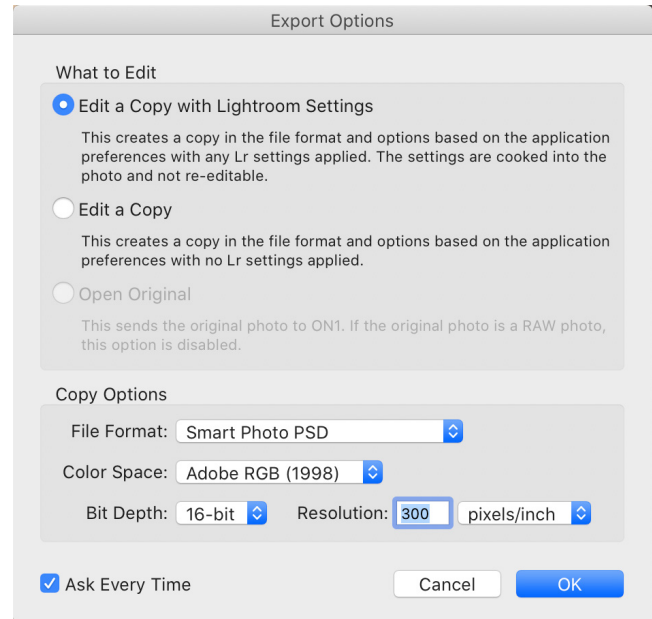 Export Options
What to Edit
Edit a Copy with Lightroom Settings
This creates a copy in the file format and options based on the application
preferences with any Lr settings applied. The settings are cooked into the
photo and not re-editable.
Edit a Copy
This creates a copy in the file format and options based on the application
preferences with no Lr settings applied.
Open Original
This sends the original photo to ON1. If the original photo is a RAW photo,
this option is disabled.
Copy Options
File Format: Smart Photo PSD
Color Space: Adobe RGB (1998)
Bit Depth: 16-bit Resolution: 300 pixels/inch
Ask Every Time Cancel OK